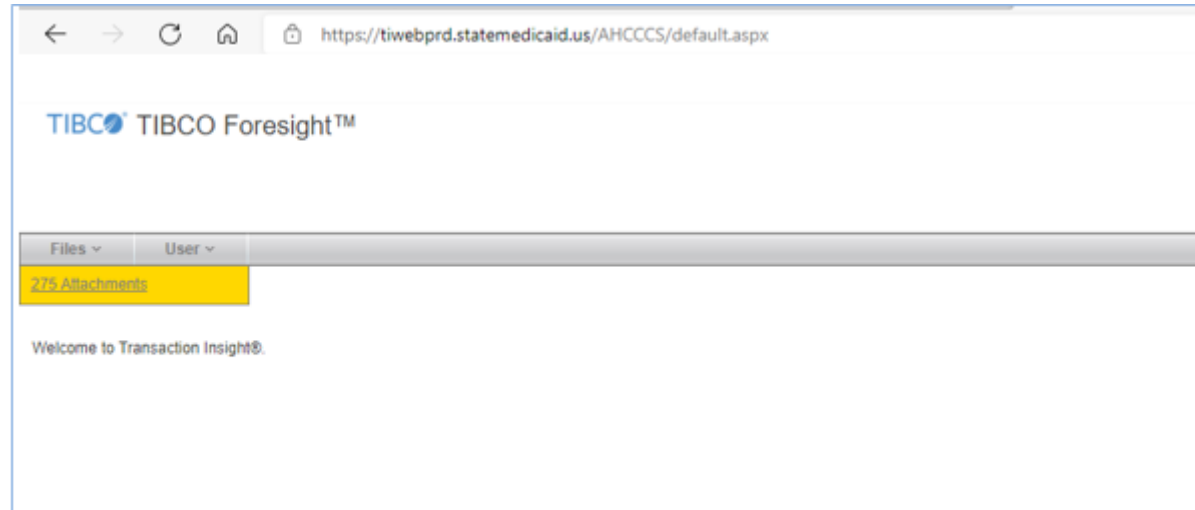 https://tiwebprd.statemedicaid.us/AHCCCS/default.aspx
TIBCO® TIBCO Foresight™
Files User
275 Attachments
Welcome to Transaction Insight®.